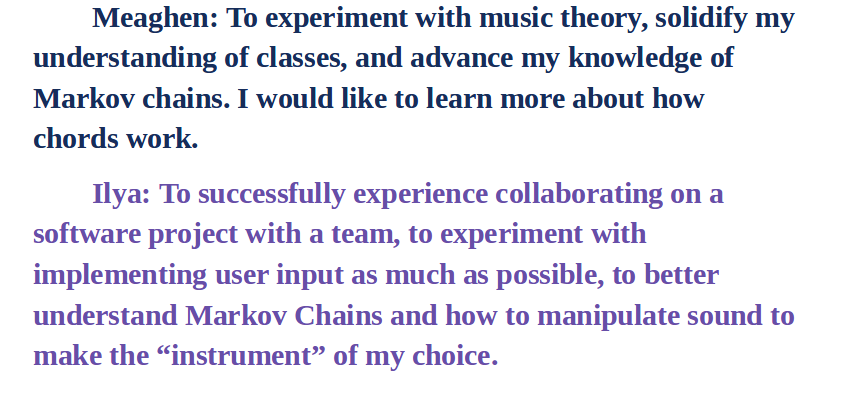 Meaghen: To experiment with music theory, solidify my
understanding of classes, and advance my knowledge of
Markov chains. I would like to learn more about how
chords work.
Ilya: To successfully experience collaborating on a
software project with a team, to experiment with
implementing user input as much as possible, to better
understand Markov Chains and how to manipulate sound to
make the “instrument” of my choice.